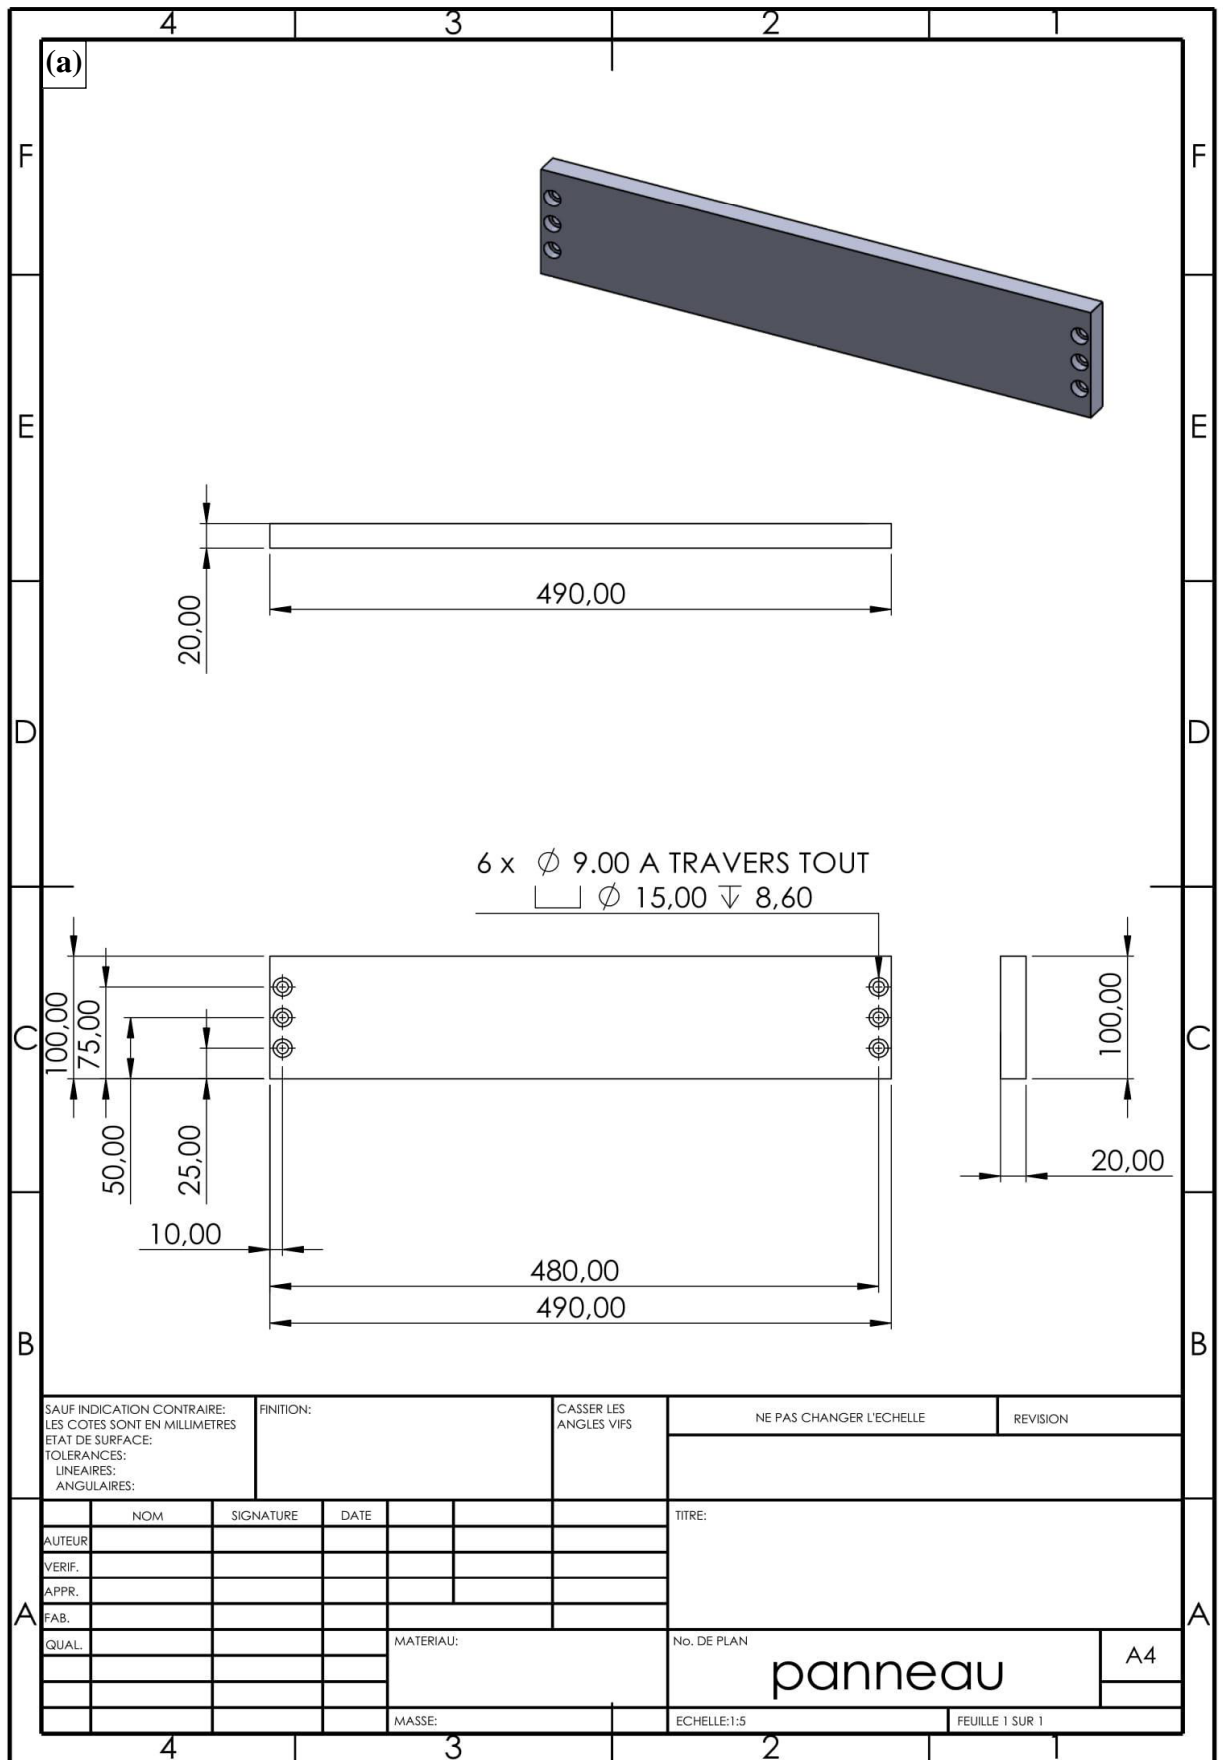 4 3 2 1
(a)
F F
E E
20,00
490,00
D D
6 x ∅ 9.00 A TRAVERS TOUT
⌴ ∅ 15,00 ↧ 8,60
C C
100,00
75,00
50,00
25,00
100,00
20,00
10,00
480,00
490,00
B B
SAUF INDICATION CONTRAIRE:
LES COTES SONT EN MILLIMETRES
ETAT DE SURFACE:
TOLERANCES:
LINEAIRES:
ANGULAIRES:
FINITION:
CASSER LES
ANGLES VIFS
NE PAS CHANGER L'ECHELLE
REVISION
NOM SIGNATURE DATE
TITRE:
AUTEUR
VERIF.
APPR.
FAB.
QUAL.
A A
MATERIAU:
No. DE PLAN
panneau
A4
MASSE:
ECHELLE:1:5
FEUILLE 1 SUR 1
4 3 2 1